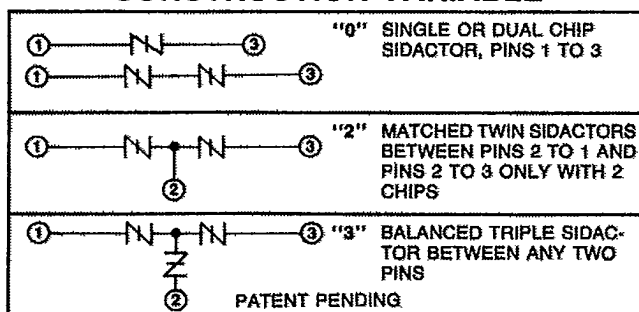 ① ③ "0" SINGLE OR DUAL CHIP
SIDACTOR, PINS 1 TO 3
① ③
① ③ "2" MATCHED TWIN SIDACTORS
BETWEEN PINS 2 TO 1 AND
② PINS 2 TO 3 ONLY WITH 2
CHIPS
① ③ "3" BALANCED TRIPLE SIDAC-
TOR BETWEEN ANY TWO
PINS
② PATENT PENDING